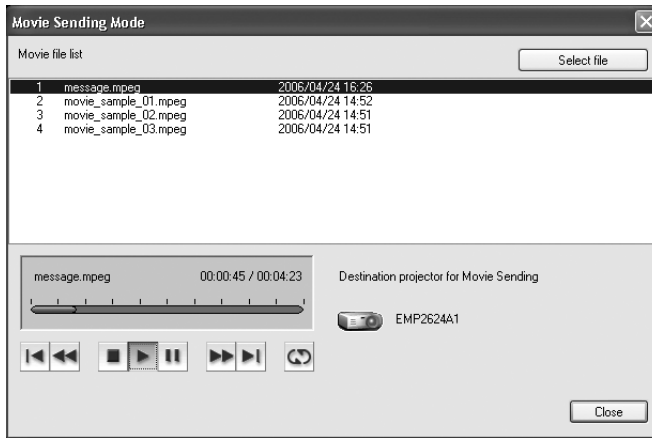 Movie Sending Mode
Movie file list
Select file
1 message.mpeg 2006/04/24 16:26
2 movie_sample_01.mpeg 2006/04/24 14:52
3 movie_sample_02.mpeg 2006/04/24 14:51
4 movie_sample_03.mpeg 2006/04/24 14:51
message.mpeg 00:00:45 / 00:04:23
Destination projector for Movie Sending
EMP2624A1
Close